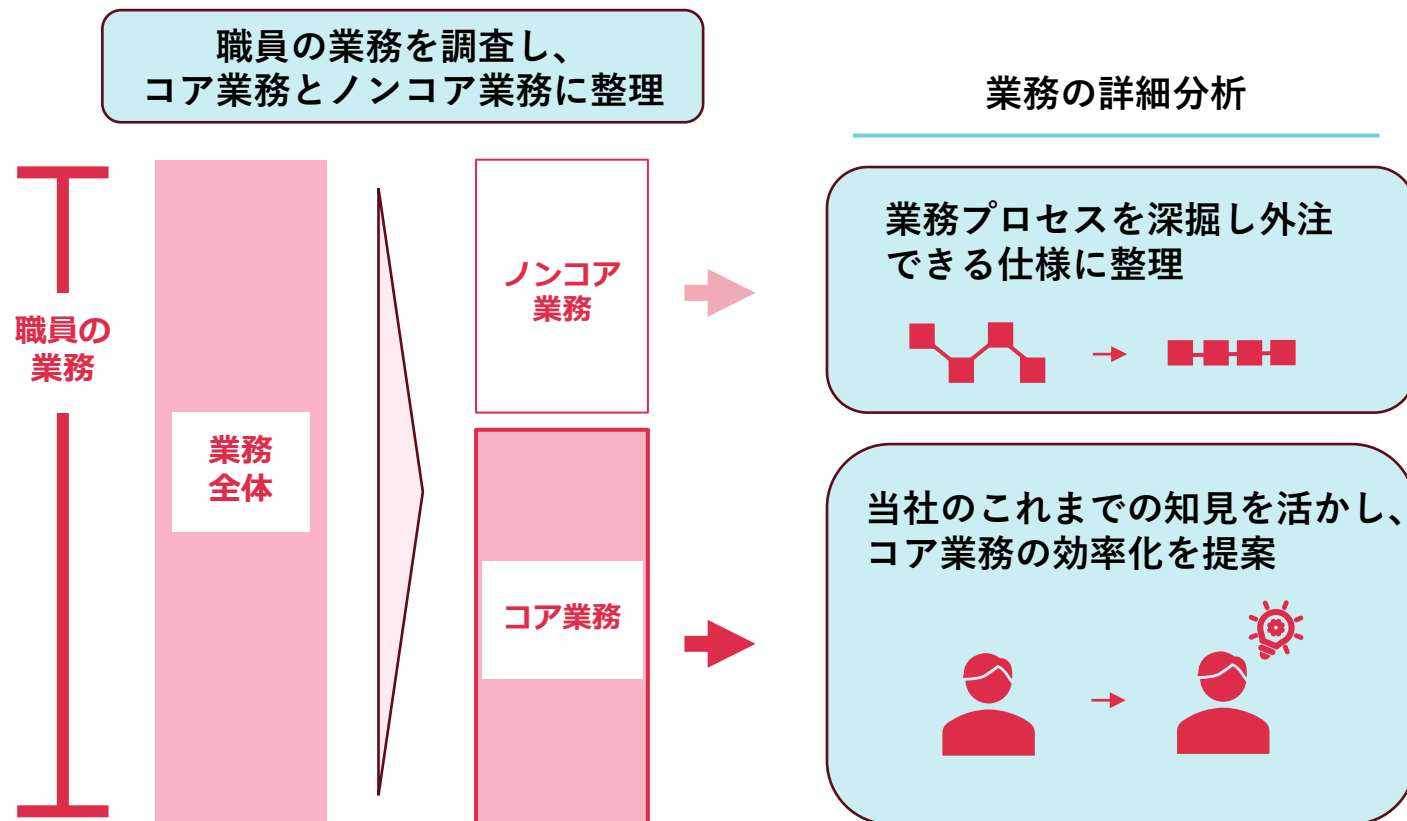 職員の業務を調査し、
コア業務とノンコア業務に整理
業務の詳細分析
職員の
業務
業務
全体
ノンコア
業務
コア業務
業務プロセスを深掘し外注
できる仕様に整理
当社のこれまでの知見を活かし、
コア業務の効率化を提案